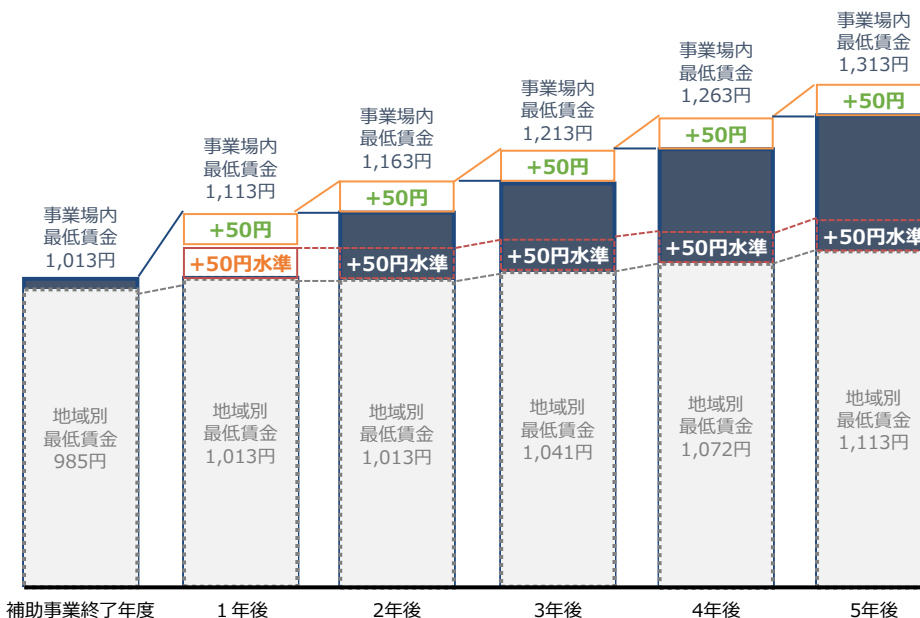 事業場内
最低賃金
1,013円
事業場内
最低賃金
1,113円
事業場内
最低賃金
1,163円
事業場内
最低賃金
1,213円
事業場内
最低賃金
1,263円
事業場内
最低賃金
1,313円
+50円
+50円
+50円
+50円
+50円
+50円水準
+50円水準
+50円水準
+50円水準
+50円水準
地域別
最低賃金
985円
地域別
最低賃金
1,013円
地域別
最低賃金
1,013円
地域別
最低賃金
1,041円
地域別
最低賃金
1,072円
地域別
最低賃金
1,113円
補助事業終了年度
1年後
2年後
3年後
4年後
5年後